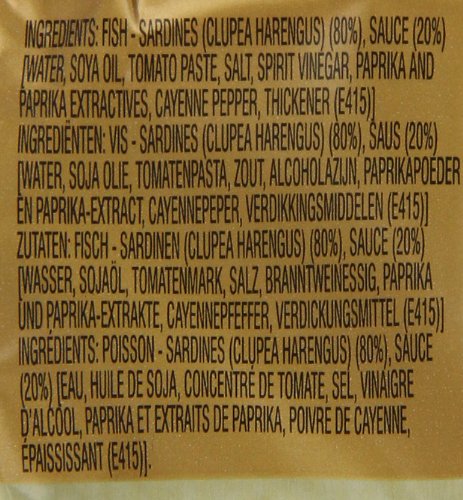 INGREDIENTS: FISH - SARDINES (CLUPEA HARENGUS) (80%), SAUCE (20%)
[WATER, SOYA OIL, TOMATO PASTE, SALT, SPIRIT VINEGAR, PAPRIKA AND
PAPRIKA EXTRACTIVES, CAYENNE PEPPER, THICKENER (E415)]
INGREDIËNTEN: VIS - SARDINES (CLUPEA HARENGUS) (80%), SAUS (20%)
[WATER, SOJA OLIE, TOMATENPASTA, ZOUT, ALCOHOLAZIJN, PAPRIKAPOEDER
EN PAPRIKA-EXTRACT, CAYENNEPEPER, VERDIKKINGSMIDDELEN (E415)]
ZUTATEN: FISCH - SARDINEN (CLUPEA HARENGUS) (80%), SAUCE (20%)
[WASSER, SOJAÖL, TOMATENMARK, SALZ, BRANNTWEINESSIG, PAPRIKA
UND PAPRIKA-EXTRAKTE, CAYENNEPFEFFER, VERDICKUNGSMITTEL (E415)]
INGRÉDIENTS: POISSON - SARDINES (CLUPEA HARENGUS) (80%), SAUCE
(20%) [EAU, HUILE DE SOJA, CONCENTRE DE TOMATE, SEL, VINAIGRE
D'ALCOOL, PAPRIKA ET EXTRAITS DE PAPRIKA, POIVRE DE CAYENNE,
ÉPAISSISSANT (E415)].